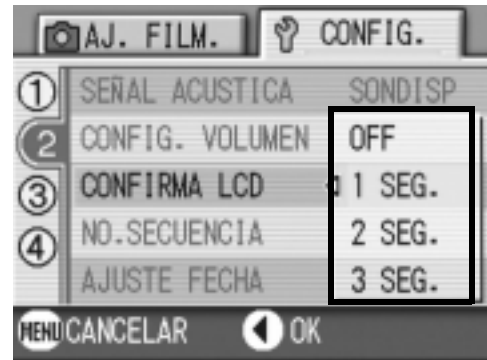 AJ. FILM. CONFIG.
① SEÑAL ACUSTICA SONDISP
2 CONFIG. VOLUMEN OFF
③ CONFIRMA LCD 1 SEG.
④ NO.SECUENCIA 2 SEG.
AJUSTE FECHA 3 SEG.
MENU CANCELAR OK